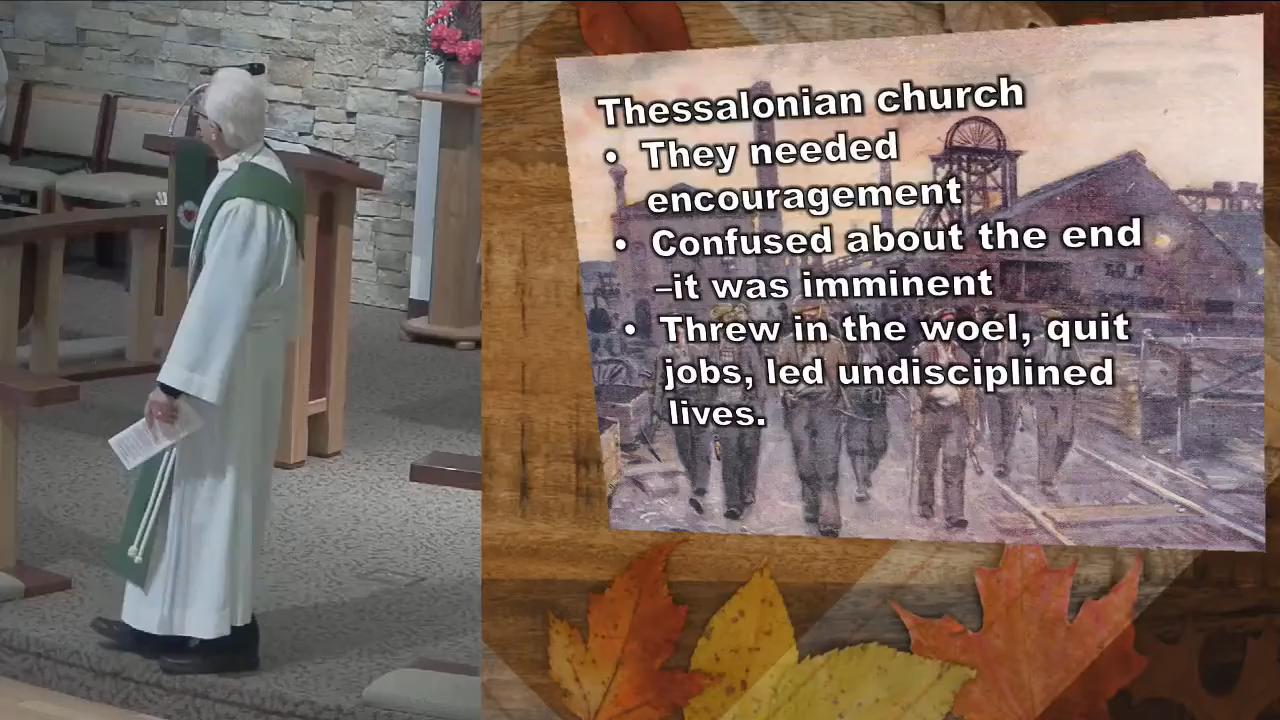 Thessalonian church
• They needed
encouragement
• Confused about the end
–it was imminent
• Threw in the woel, quit
jobs, led undisciplined
lives.